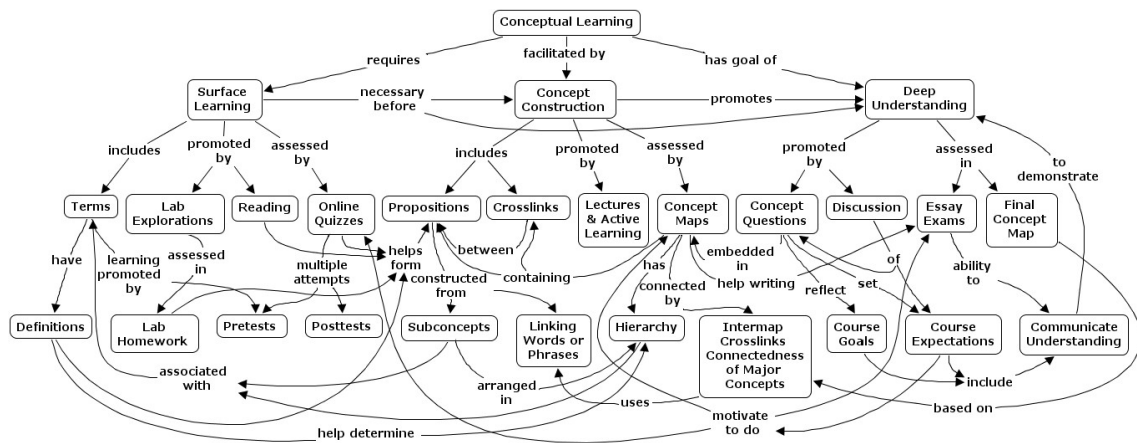 Conceptual Learning
requires
facilitated by
has goal of
Surface
Learning
necessary
before
Concept
Construction
promotes
Deep
Understanding
includes
promoted
by
assessed
by
includes
promoted
by
assessed
by
promoted
by
assessed
in
to
demonstrate
Terms
Lab
Explorations
Reading
Online
Quizzes
Propositions
Crosslinks
Lectures
& Active
Learning
Concept
Maps
Concept
Questions
Discussion
Essay
Exams
Final
Concept
Map
have
learning
promoted
by
assessed
in
multiple
attempts
helps
form
between
constructed
from
containing
has
connected
by
embedded
in
help writing
reflect
set
of
ability
to
Definitions
Lab
Homework
Pretests
Posttests
Subconcepts
Linking
Words or
Phrases
Hierarchy
Intermap
Crosslinks
Connectedness
of Major
Concepts
Course
Goals
Course
Expectations
Communicate
Understanding
associated
with
arranged
in
uses
include
motivate
to do
based on
help determine